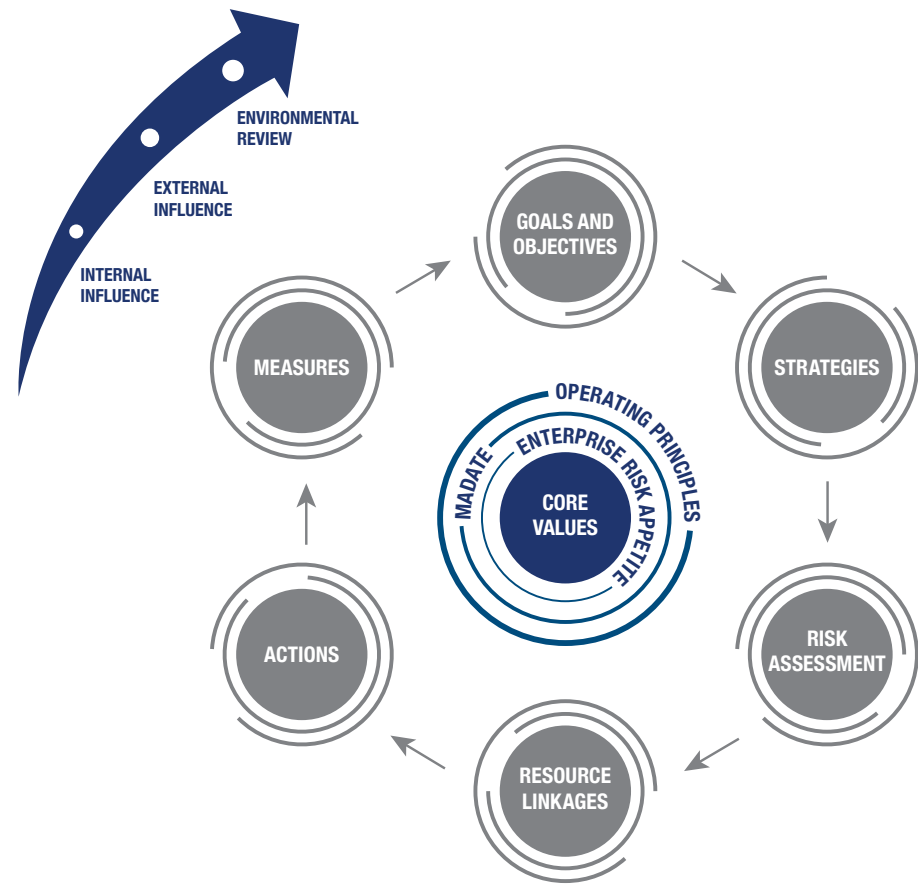 ENVIRONMENTAL
REVIEW
EXTERNAL
INFLUENCE
INTERNAL
INFLUENCE
GOALS AND
OBJECTIVES
STRATEGIES
RISK
ASSESSMENT
RESOURCE
LINKAGES
ACTIONS
MEASURES
OPERATING PRINCIPLES
MADATE
ENTERPRISE RISK APPETITE
CORE
VALUES